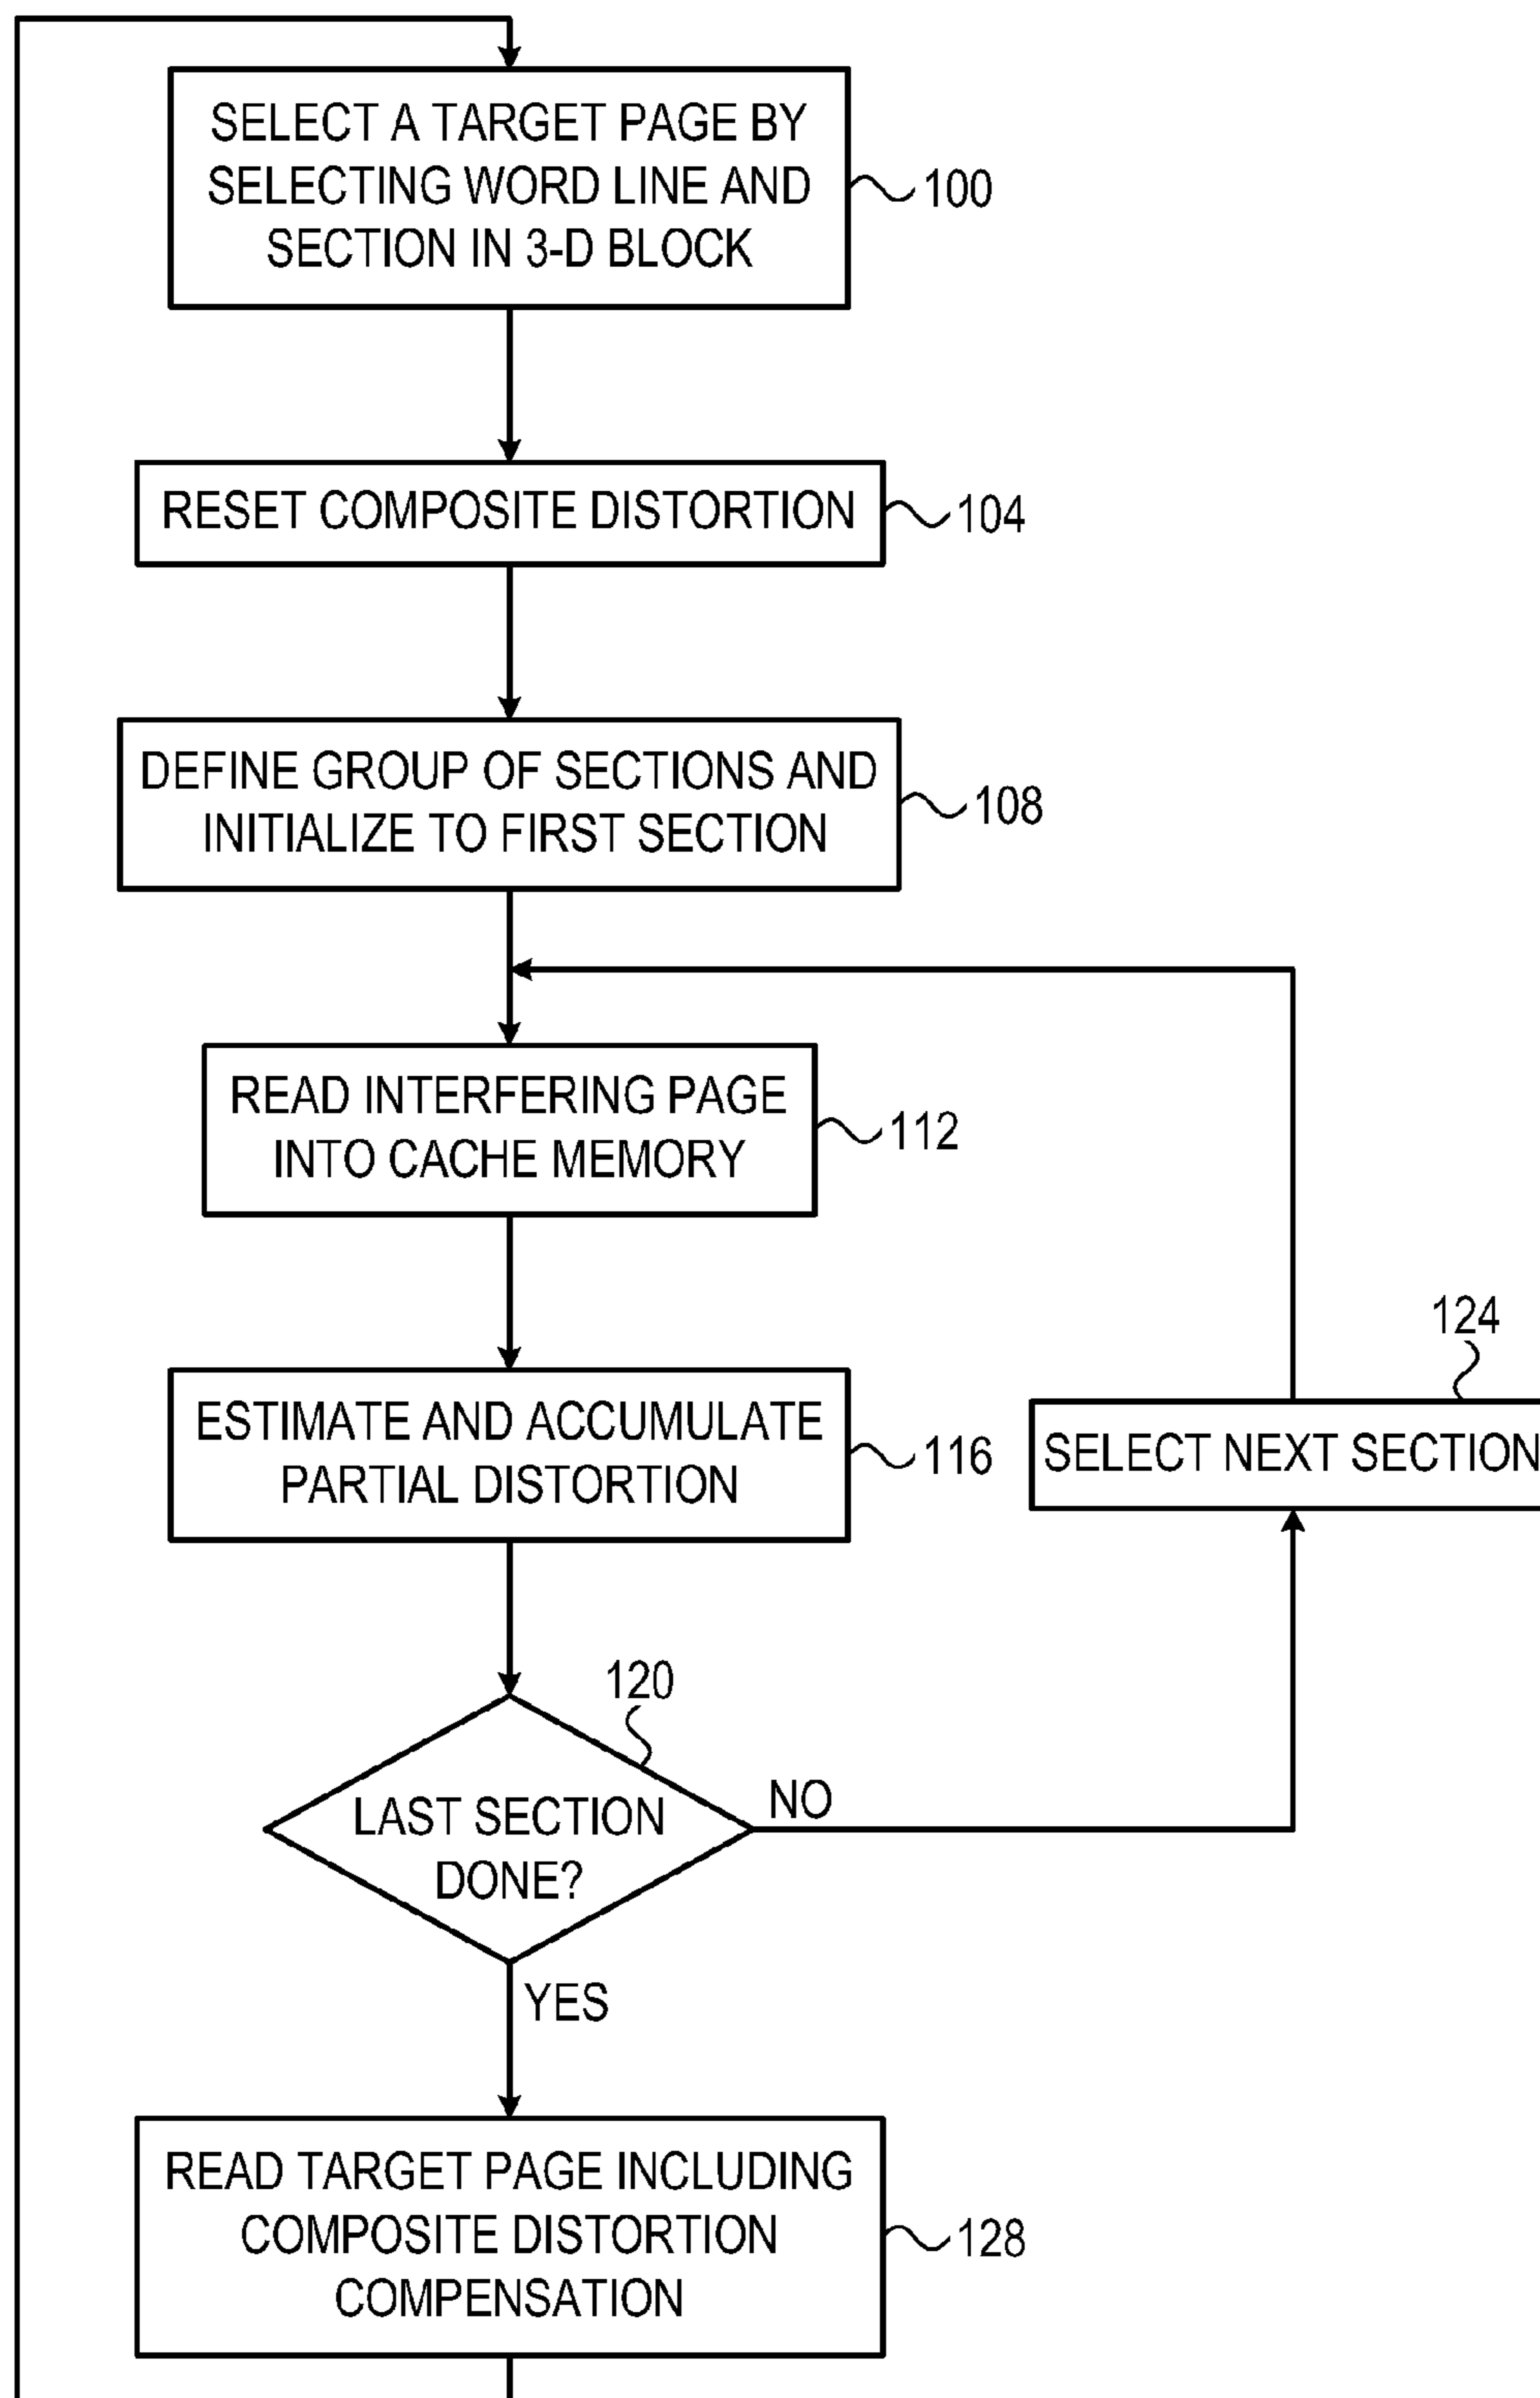 SELECT A TARGET PAGE BY
SELECTING WORD LINE AND
SECTION IN 3-D BLOCK
100
RESET COMPOSITE DISTORTION
104
DEFINE GROUP OF SECTIONS AND
INITIALIZE TO FIRST SECTION
108
READ INTERFERING PAGE
INTO CACHE MEMORY
112
ESTIMATE AND ACCUMULATE
PARTIAL DISTORTION
116
124
SELECT NEXT SECTION
120
LAST SECTION
DONE?
NO
YES
READ TARGET PAGE INCLUDING
COMPOSITE DISTORTION
COMPENSATION
128